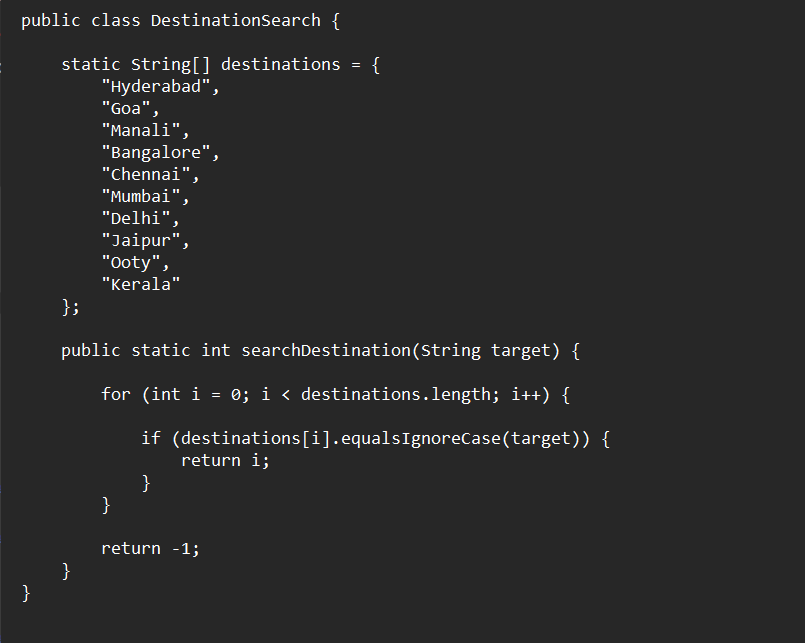 public class DestinationSearch {
static String[] destinations = {
"Hyderabad",
"Goa",
"Manali",
"Bangalore",
"Chennai",
"Mumbai",
"Delhi",
"Jaipur",
"Ooty",
"Kerala"
};
public static int searchDestination(String target) {
for (int i = 0; i < destinations.length; i++) {
if (destinations[i].equalsIgnoreCase(target)) {
return i;
}
}
return -1;
}
}